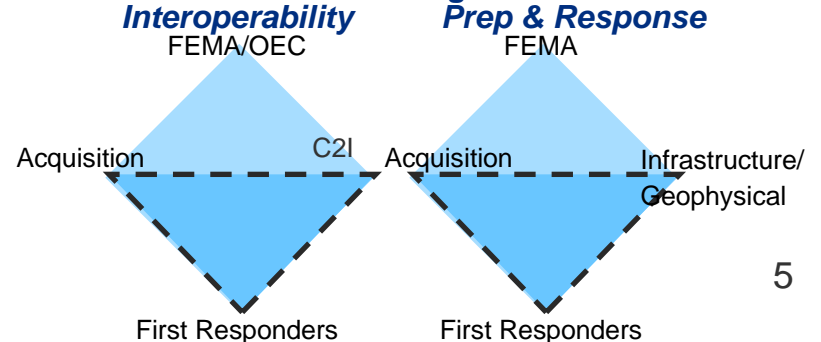 Interoperability
Prep & Response
FEMA/OEC
FEMA
Acquisition
C2I
Acquisition
Infrastructure/
Geophysical
5
First Responders
First Responders